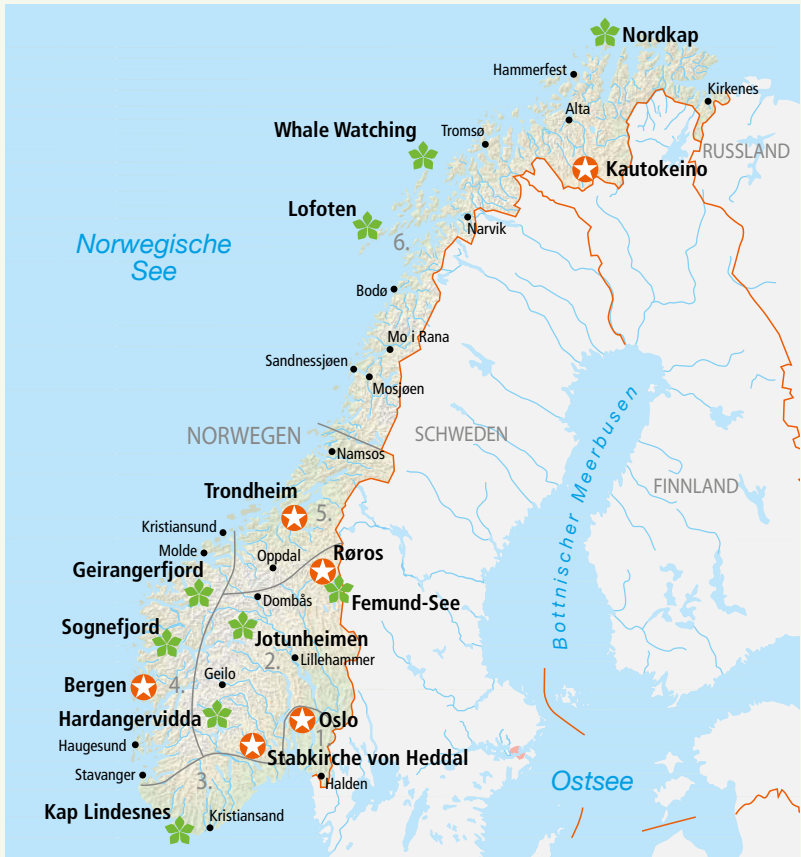 Nordkap
Hammerfest
Kirkenes
Alta
Whale Watching
Tromsø
RUSSLAND
Kautokeino
Lofoten
Narvik
Norwegische
See
6.
Bodø
Mo i Rana
Sandnessjøen
Mosjøen
NORWEGEN
SCHWEDEN
Namsos
Bottnischer Meerbusen
FINNLAND
Trondheim
5.
Kristiansund
Molde
Oppdal
Røros
Geirangerfjord
Dombås
Femund-See
Sognefjord
Jotunheimen
2.
Lillehammer
Geilo
Bergen
4.
Hardangervidda
Oslo
1.
Haugesund
Stabkirche von Heddal
Stavanger
3.
Halden
Ostsee
Kap Lindesnes
Kristiansand